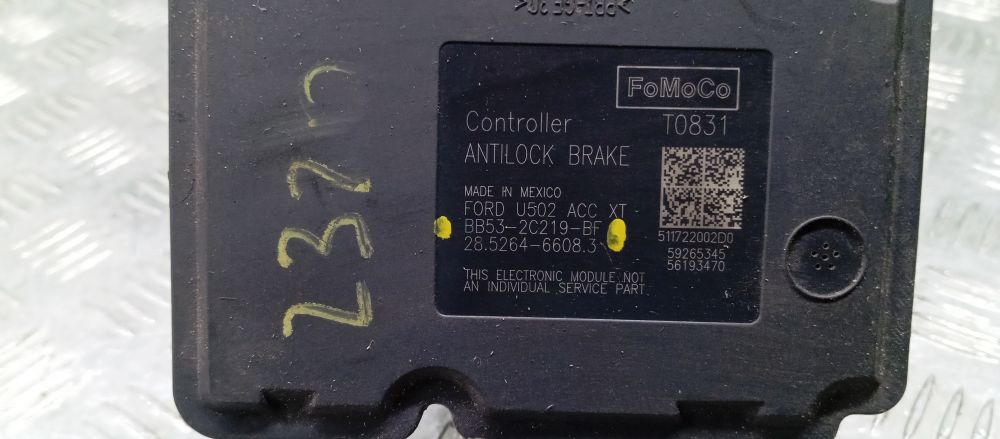 FoMoCo
Controller
T0831
ANTILOCK BRAKE
MADE IN MEXICO
FORD U502 ACC XT
BB53-2C219-BF
28.5264-6608.3
511722002D0
59265345
56193470
THIS ELECTRONIC MODULE NOT
AN INDIVIDUAL SERVICE PART